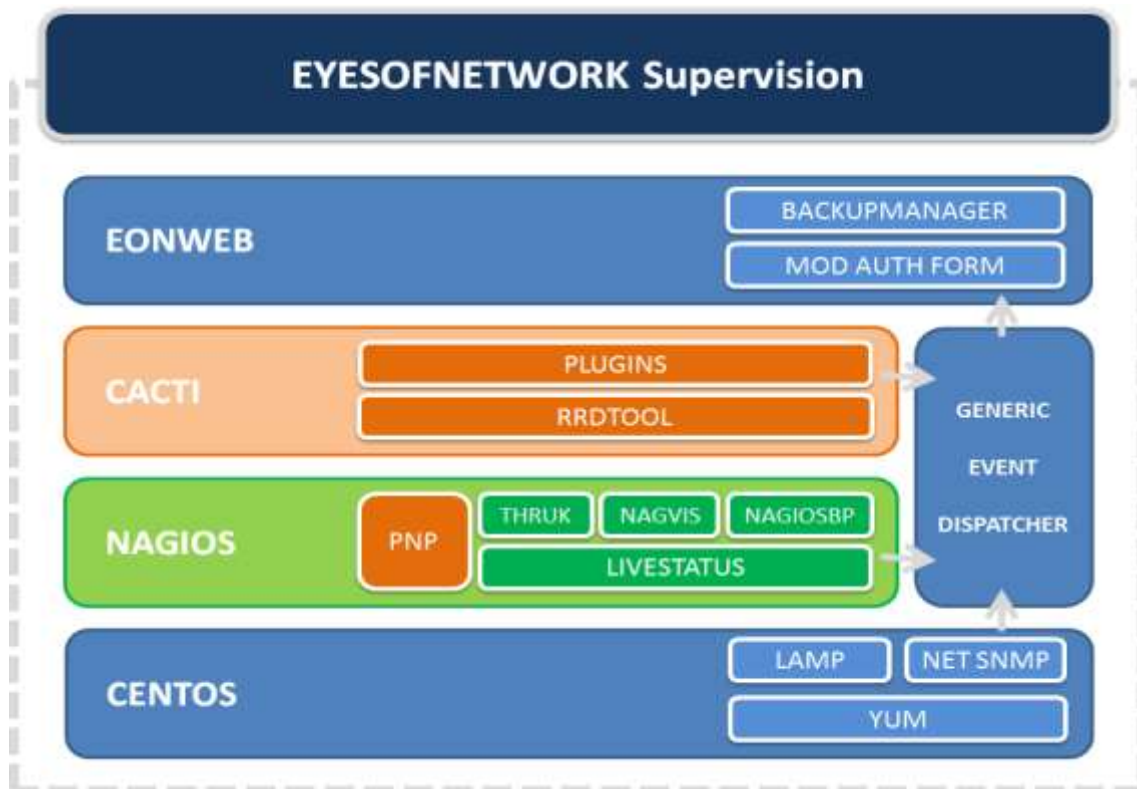 EYESOFNETWORK Supervision
EONWEB
BACKUPMANAGER
MOD AUTH FORM
CACTI
PLUGINS
RRDTOOL
GENERIC
EVENT
DISPATCHER
NAGIOS
PNP
THRUK
NAGVIS
NAGIOSBP
LIVESTATUS
CENTOS
LAMP
NET SNMP
YUM